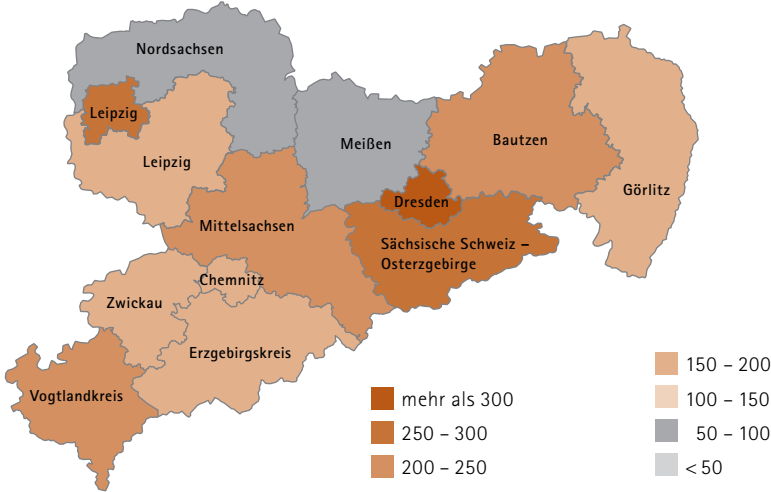 Nordsachsen
Leipzig
Meißen
Bautzen
Leipzig
Görlitz
Dresden
Mittelsachsen
Sächsische Schweiz –
Osterzgebirge
Chemnitz
Zwickau
Erzgebirgskreis
Vogtlandkreis
mehr als 300
250 – 300
200 – 250
150 – 200
100 – 150
50 – 100
< 50